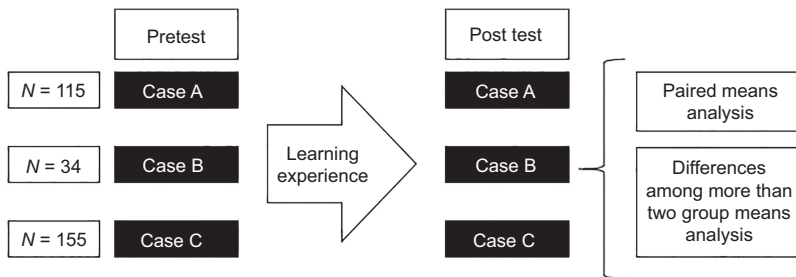 Pretest
Post test
N = 115
Case A
Case A
N = 34
Case B
Learning
experience
Case B
N = 155
Case C
Case C
Paired means
analysis
Differences
among more than
two group means
analysis